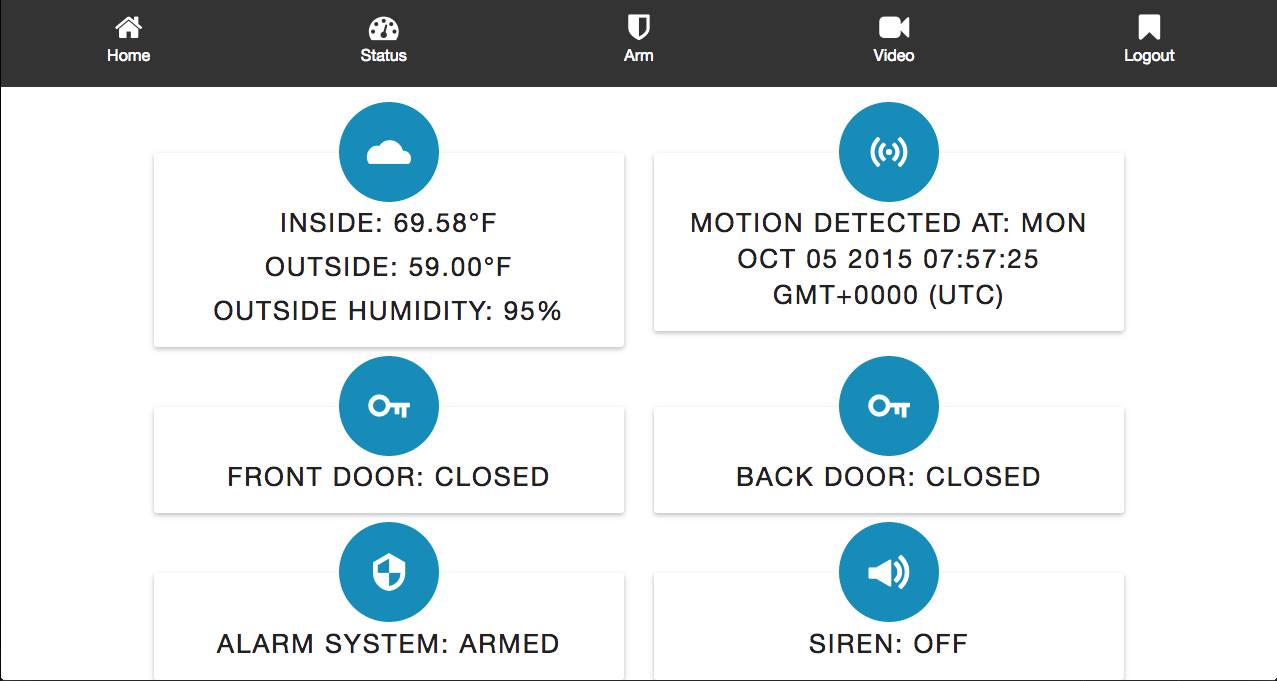 Home
Status
Arm
Video
Logout
INSIDE: 69.58°F
OUTSIDE: 59.00°F
OUTSIDE HUMIDITY: 95%
MOTION DETECTED AT: MON
OCT 05 2015 07:57:25
GMT+0000 (UTC)
FRONT DOOR: CLOSED
BACK DOOR: CLOSED
ALARM SYSTEM: ARMED
SIREN: OFF